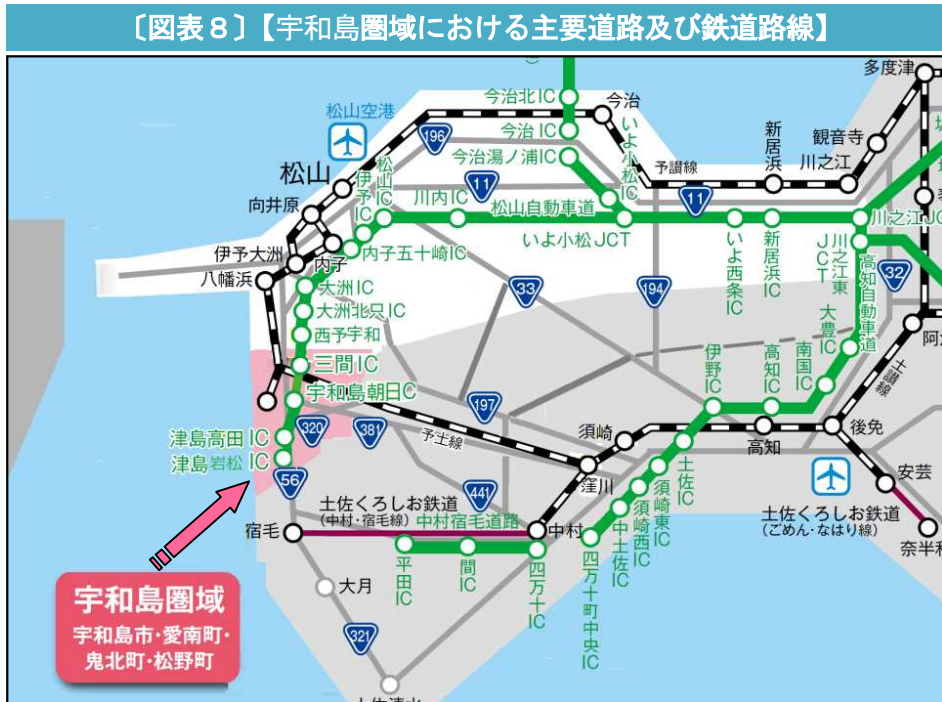 〔図表８〕【宇和島圏域における主要道路及び鉄道路線】
多度津
今治北IC
今治
松山空港
今治IC
196
今治湯ノ浦IC
いよ小松IC
新居浜
観音寺
川之江
予讃線
松山
松山IC
伊予IC
川内IC
11
松山自動車道
11
向井原
いよ小松JCT
川之江JC
伊予大洲
内子
内子五十崎IC
八幡浜
いよ西条IC
新居浜IC
川之江東JCT
高知自動車道
32
大洲IC
33
194
大洲北只IC
大豊IC
西予宇和
三間IC
伊野IC
高知IC
南国IC
土讃線
宇和島朝日C
197
320
381
予土線
須崎
高知
後免
津島高田 IC
津島岩松 IC
56
441
窪川
土佐IC
須崎東IC
須崎西IC
中土佐IC
四万十町中央IC
安芸
土佐くろしお鉄道
(中村・宿毛線)
中村宿毛道路
宿毛
中村
土佐くろしお鉄道
(ごめん・なはり線)
平田IC
間IC
四万十IC
大月
321
宇和島圏域
宇和島市・愛南町・
鬼北町・松野町